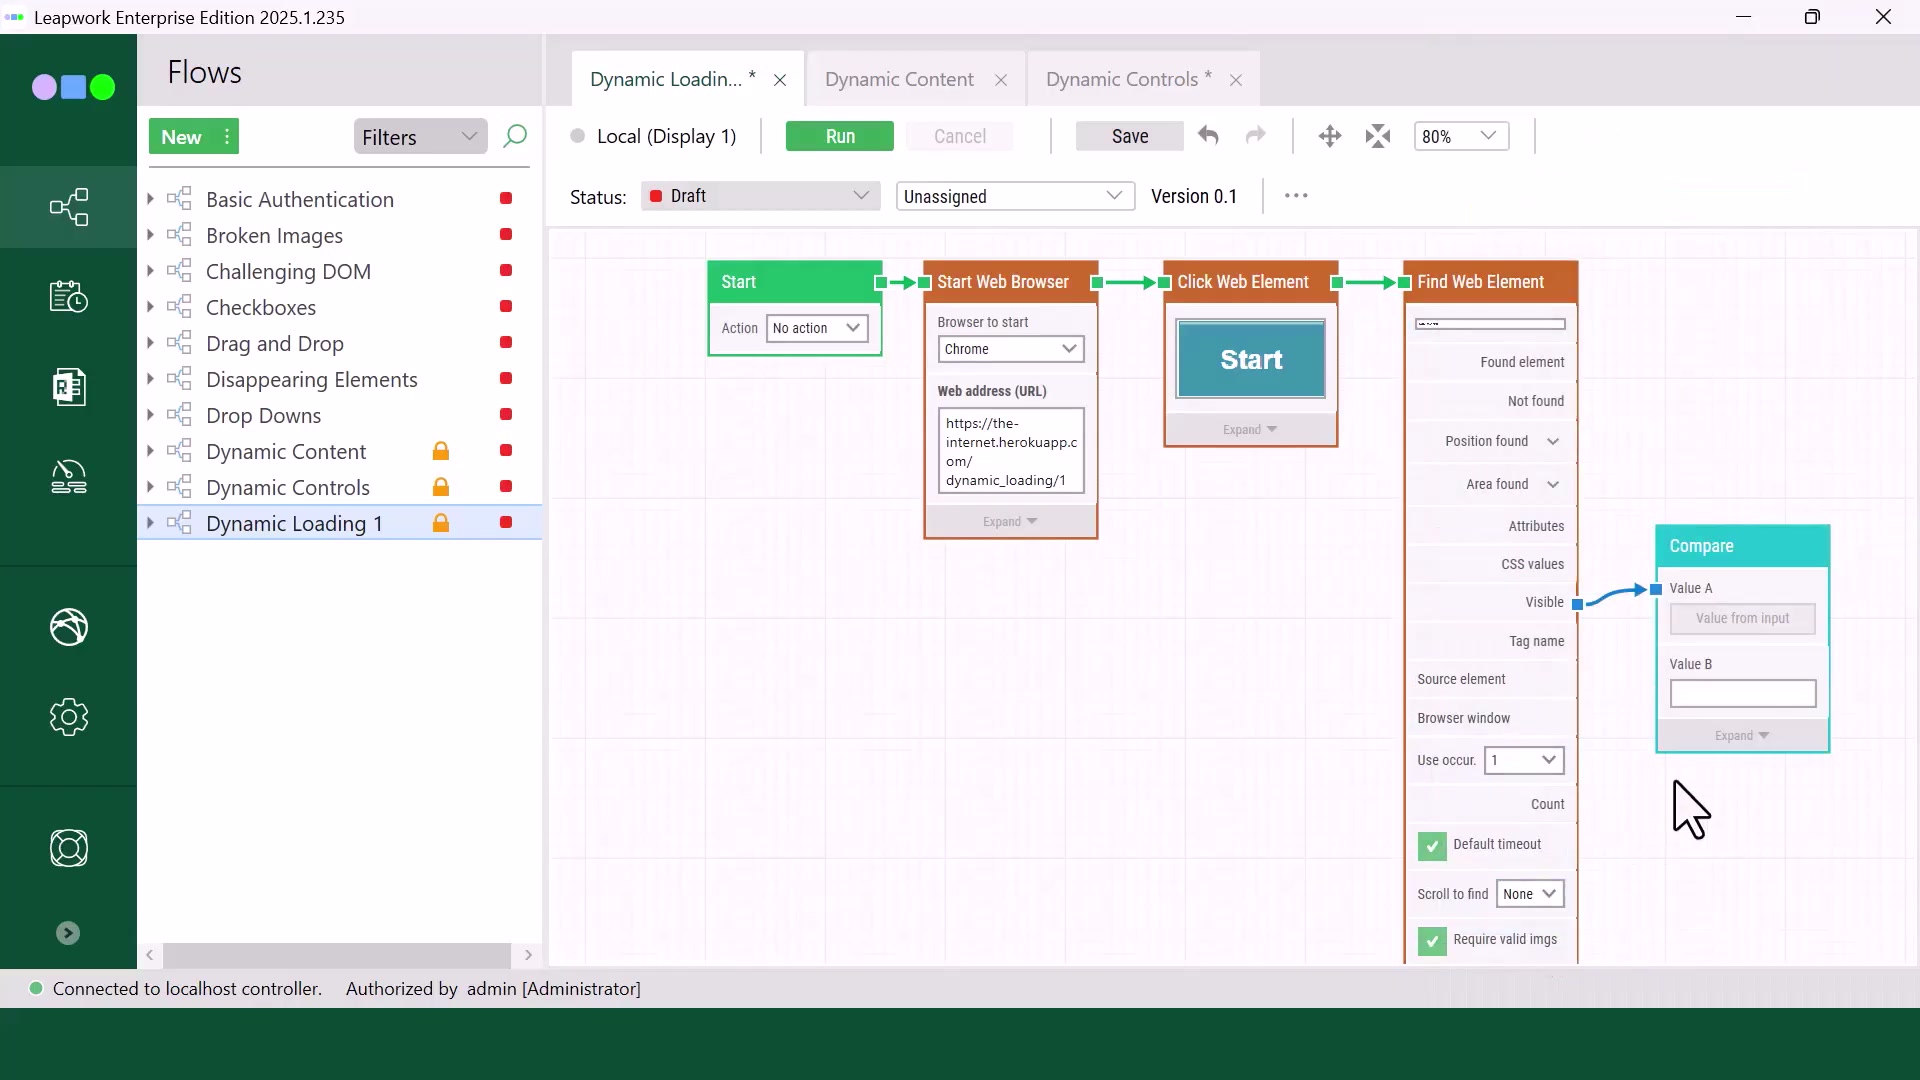 Leapwork Enterprise Edition 2025.1.235
Flows
Dynamic Loadin... *
Dynamic Content
Dynamic Controls *
New
Filters
Local (Display 1)
Run
Cancel
Save
80%
Status:
Draft
Unassigned
Version 0.1
Basic Authentication
Broken Images
Challenging DOM
Checkboxes
Drag and Drop
Disappearing Elements
Drop Downs
Dynamic Content
Dynamic Controls
Dynamic Loading 1
Start
Action
No action
Start Web Browser
Browser to start
Chrome
Web address (URL)
https://the-
internet.herokuapp.c
om/
dynamic_loading/1
Expand
Click Web Element
Start
Expand
Find Web Element
Found element
Not found
Position found
Area found
Attributes
CSS values
Visible
Tag name
Source element
Browser window
Use occur.
1
Count
Default timeout
Scroll to find
None
Require valid imgs
Compare
Value A
Value from input
Value B
Expand
Connected to localhost controller.
Authorized by admin [Administrator]